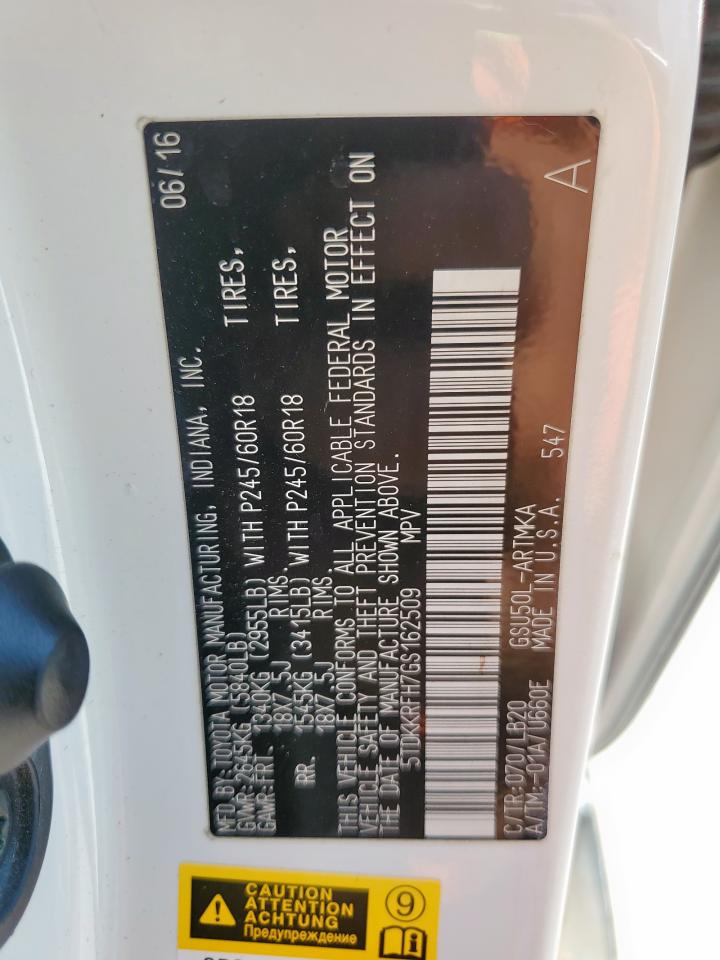 06/16
MFD BY: TOYOTA MOTOR MANUFACTURING, INDIANA, INC.
GVWR: 2645KG (5840LB)
GAWR: FRT. 1340KG (2955LB) WITH P245/60R18 TIRES,
18X7.5J RIMS.
RR. 1545KG (3415LB) WITH P245/60R18 TIRES,
18X7.5J RIMS.
THIS VEHICLE CONFORMS TO ALL APPLICABLE FEDERAL MOTOR
VEHICLE SAFETY AND THEFT PREVENTION STANDARDS IN EFFECT ON
THE DATE OF MANUFACTURE SHOWN ABOVE.
5TDKKRFH7GS162509 MPV
C/TR: 070/LB20 GSU50L-ARTMKA
A/TM: -01A/U660E MADE IN U.S.A. 547
A
CAUTION
ATTENTION
ACHTUNG
Предупреждение
9